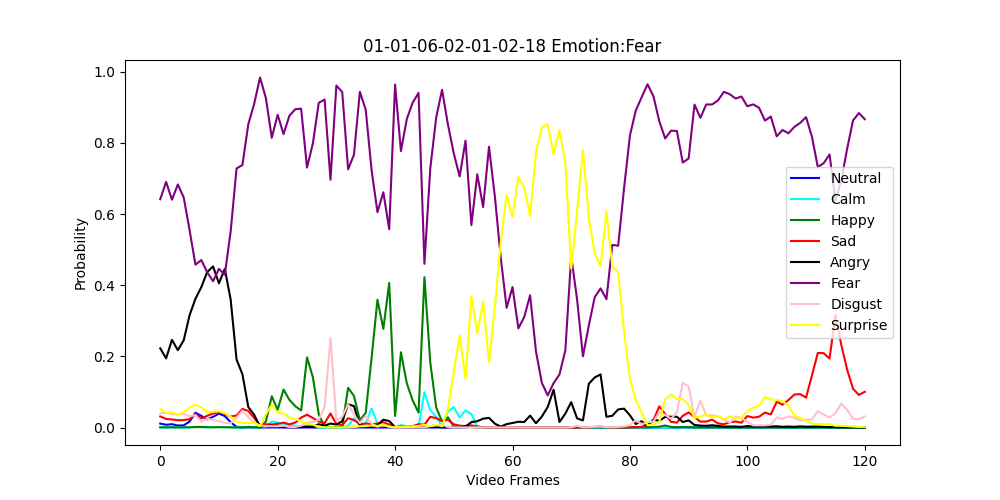 01-01-06-02-01-02-18 Emotion:Fear
1.0
0.8
0.6
0.4
0.2
0.0
Probability
0
20
40
60
80
100
120
Video Frames
Neutral
Calm
Happy
Sad
Angry
Fear
Disgust
Surprise